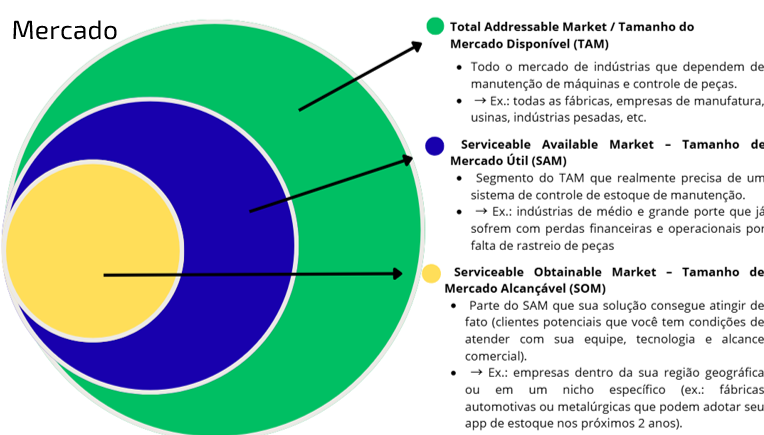 Mercado
Total Addressable Market / Tamanho do
Mercado Disponível (TAM)
• Todo o mercado de indústrias que dependem de
manutenção de máquinas e controle de peças.
• → Ex.: todas as fábricas, empresas de manufatura,
usinas, indústrias pesadas, etc.
Serviceable Available Market – Tamanho de
Mercado Útil (SAM)
• Segmento do TAM que realmente precisa de um
sistema de controle de estoque de manutenção.
• → Ex.: indústrias de médio e grande porte que já
sofrem com perdas financeiras e operacionais por
falta de rastreio de peças
Serviceable Obtainable Market – Tamanho de
Mercado Alcançável (SOM)
• Parte do SAM que sua solução consegue atingir de
fato (clientes potenciais que você tem condições de
atender com sua equipe, tecnologia e alcance
comercial).
• → Ex.: empresas dentro da sua região geográfica
ou em um nicho específico (ex.: fábricas
automotivas ou metalúrgicas que podem adotar seu
app de estoque nos próximos 2 anos).